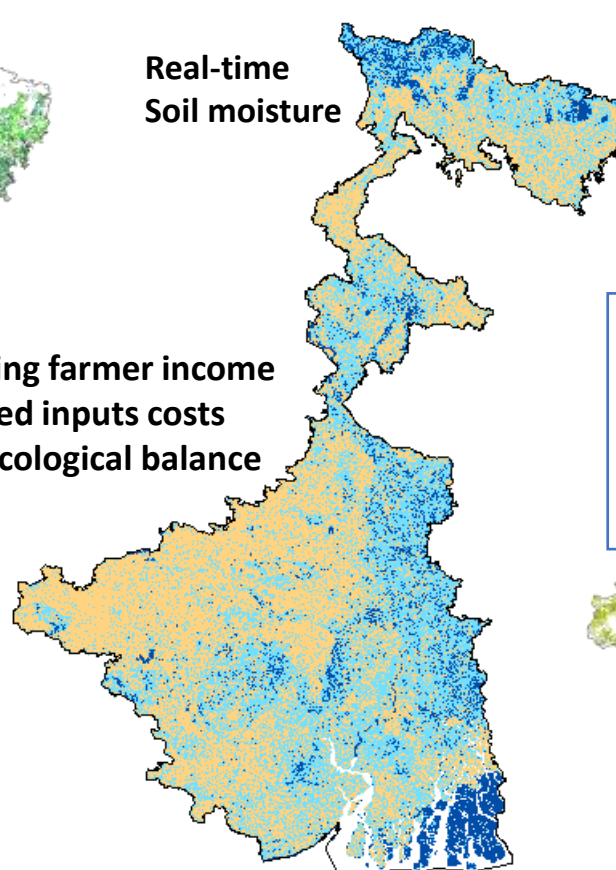 Real-time
Soil moisture
ing farmer income
ed inputs costs
cological balance